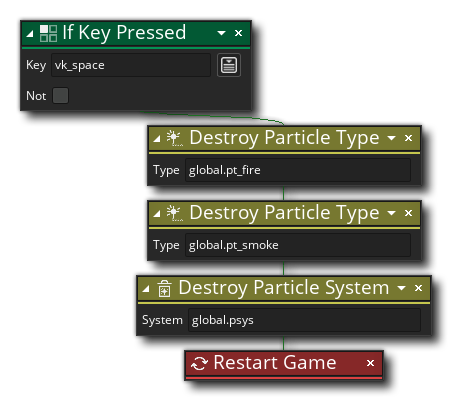 If Key Pressed
Key vk_space
Not
Destroy Particle Type
Type global.pt_fire
Destroy Particle Type
Type global.pt_smoke
Destroy Particle System
System global.psys
Restart Game